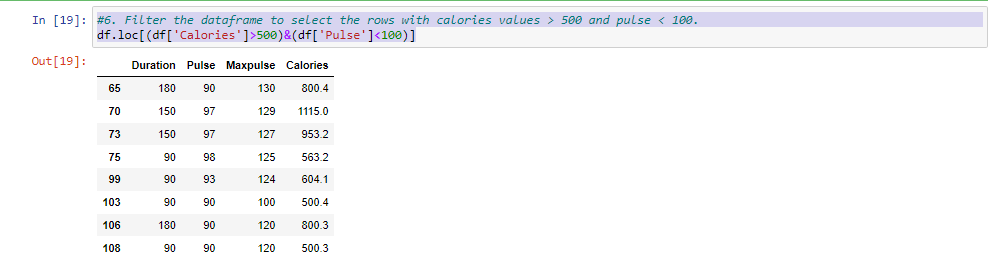 In [19]: #6. Filter the dataframe to select the rows with calories values > 500 and pulse < 100.
df.loc[(df['Calories']>500)&(df['Pulse']<100)]
Out[19]:
Duration Pulse Maxpulse Calories
65 180 90 130 800.4
70 150 97 129 1115.0
73 150 97 127 953.2
75 90 98 125 563.2
99 90 93 124 604.1
103 90 90 100 500.4
106 180 90 120 800.3
108 90 90 120 500.3